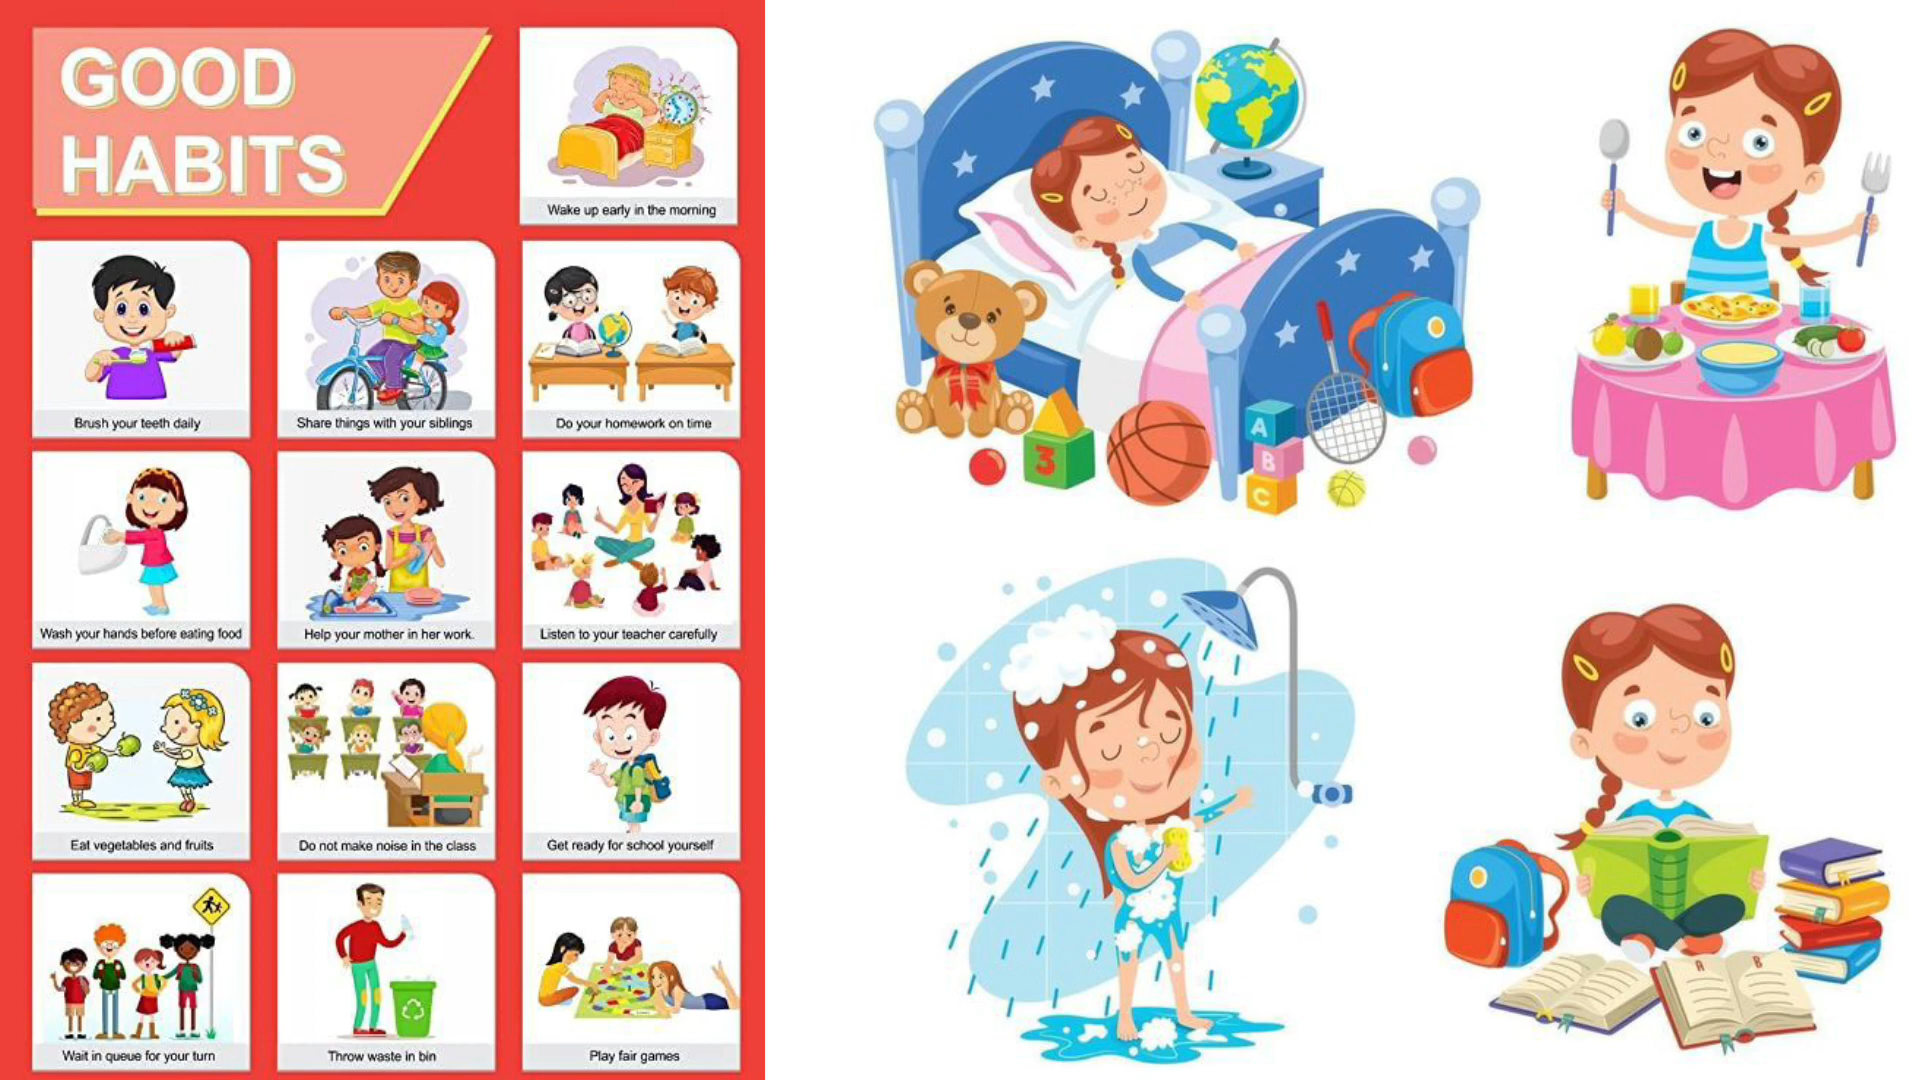 GOOD
HABITS
Wake up early in the morning
Brush your teeth daily
Share things with your siblings
Do your homework on time
Wash your hands before eating food
Help your mother in her work.
Listen to your teacher carefully
Eat vegetables and fruits
Do not make noise in the class
Get ready for school yourself
Wait in queue for your turn
Throw waste in bin
Play fair games
3
A
B
C
A B